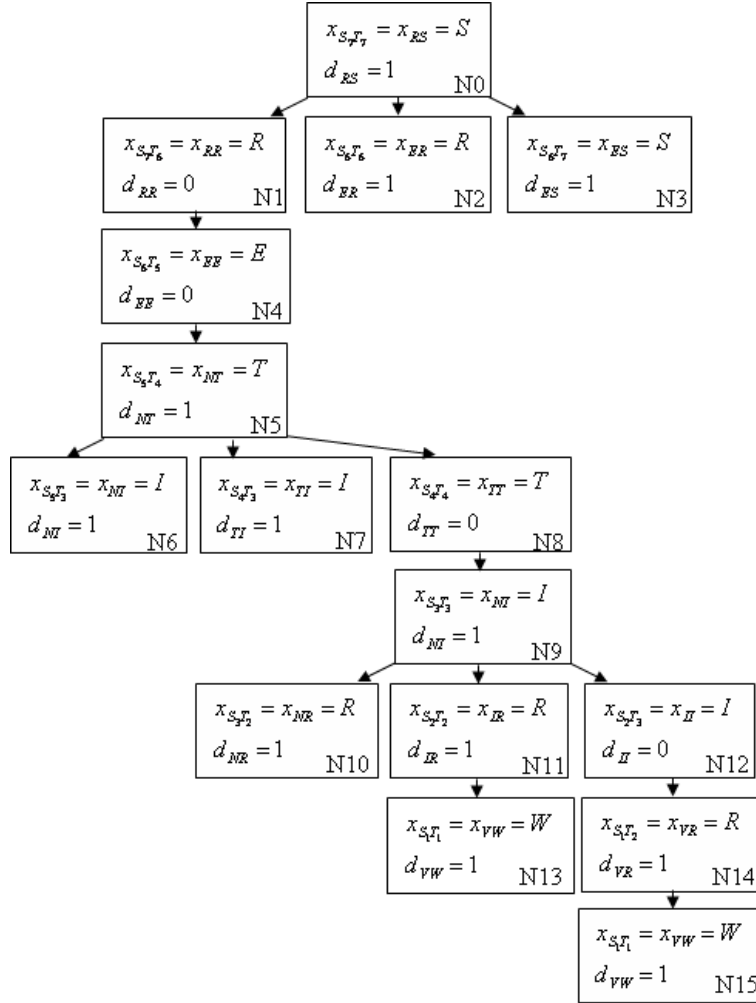 x_{S_7T_7} = x_{RS} = S
d_{RS} = 1
N0
x_{S_7T_6} = x_{RR} = R
d_{RR} = 0
N1
x_{S_6T_6} = x_{ER} = R
d_{ER} = 1
N2
x_{S_6T_7} = x_{ES} = S
d_{ES} = 1
N3
x_{S_6T_5} = x_{EE} = E
d_{EE} = 0
N4
x_{S_5T_4} = x_{NT} = T
d_{NT} = 1
N5
x_{S_5T_3} = x_{NI} = I
d_{NI} = 1
N6
x_{S_4T_3} = x_{TI} = I
d_{TI} = 1
N7
x_{S_4T_4} = x_{TT} = T
d_{TT} = 0
N8
x_{S_3T_3} = x_{NI} = I
d_{NI} = 1
N9
x_{S_3T_2} = x_{NR} = R
d_{NR} = 1
N10
x_{S_2T_2} = x_{IR} = R
d_{IR} = 1
N11
x_{S_2T_3} = x_{II} = I
d_{II} = 0
N12
x_{S_1T_1} = x_{VW} = W
d_{VW} = 1
N13
x_{S_1T_2} = x_{VR} = R
d_{VR} = 1
N14
x_{S_1T_1} = x_{VW} = W
d_{VW} = 1
N15